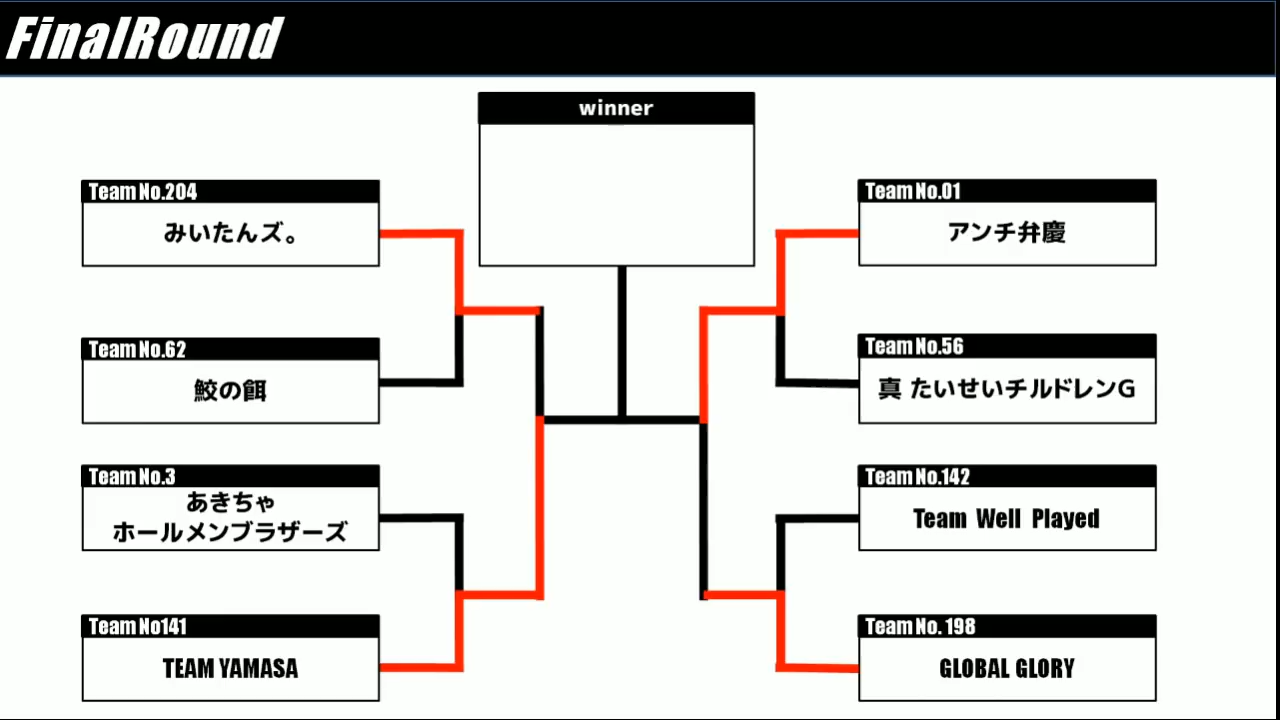 FinalRound
winner
Team No.204
みいたんズ。
Team No.62
鮫の餌
Team No.3
あきちゃ
ホールメンブラザーズ
Team No141
TEAM YAMASA
Team No.01
アンチ弁慶
Team No.56
真 たいせいチルドレンG
Team No.142
Team Well Played
Team No. 198
GLOBAL GLORY